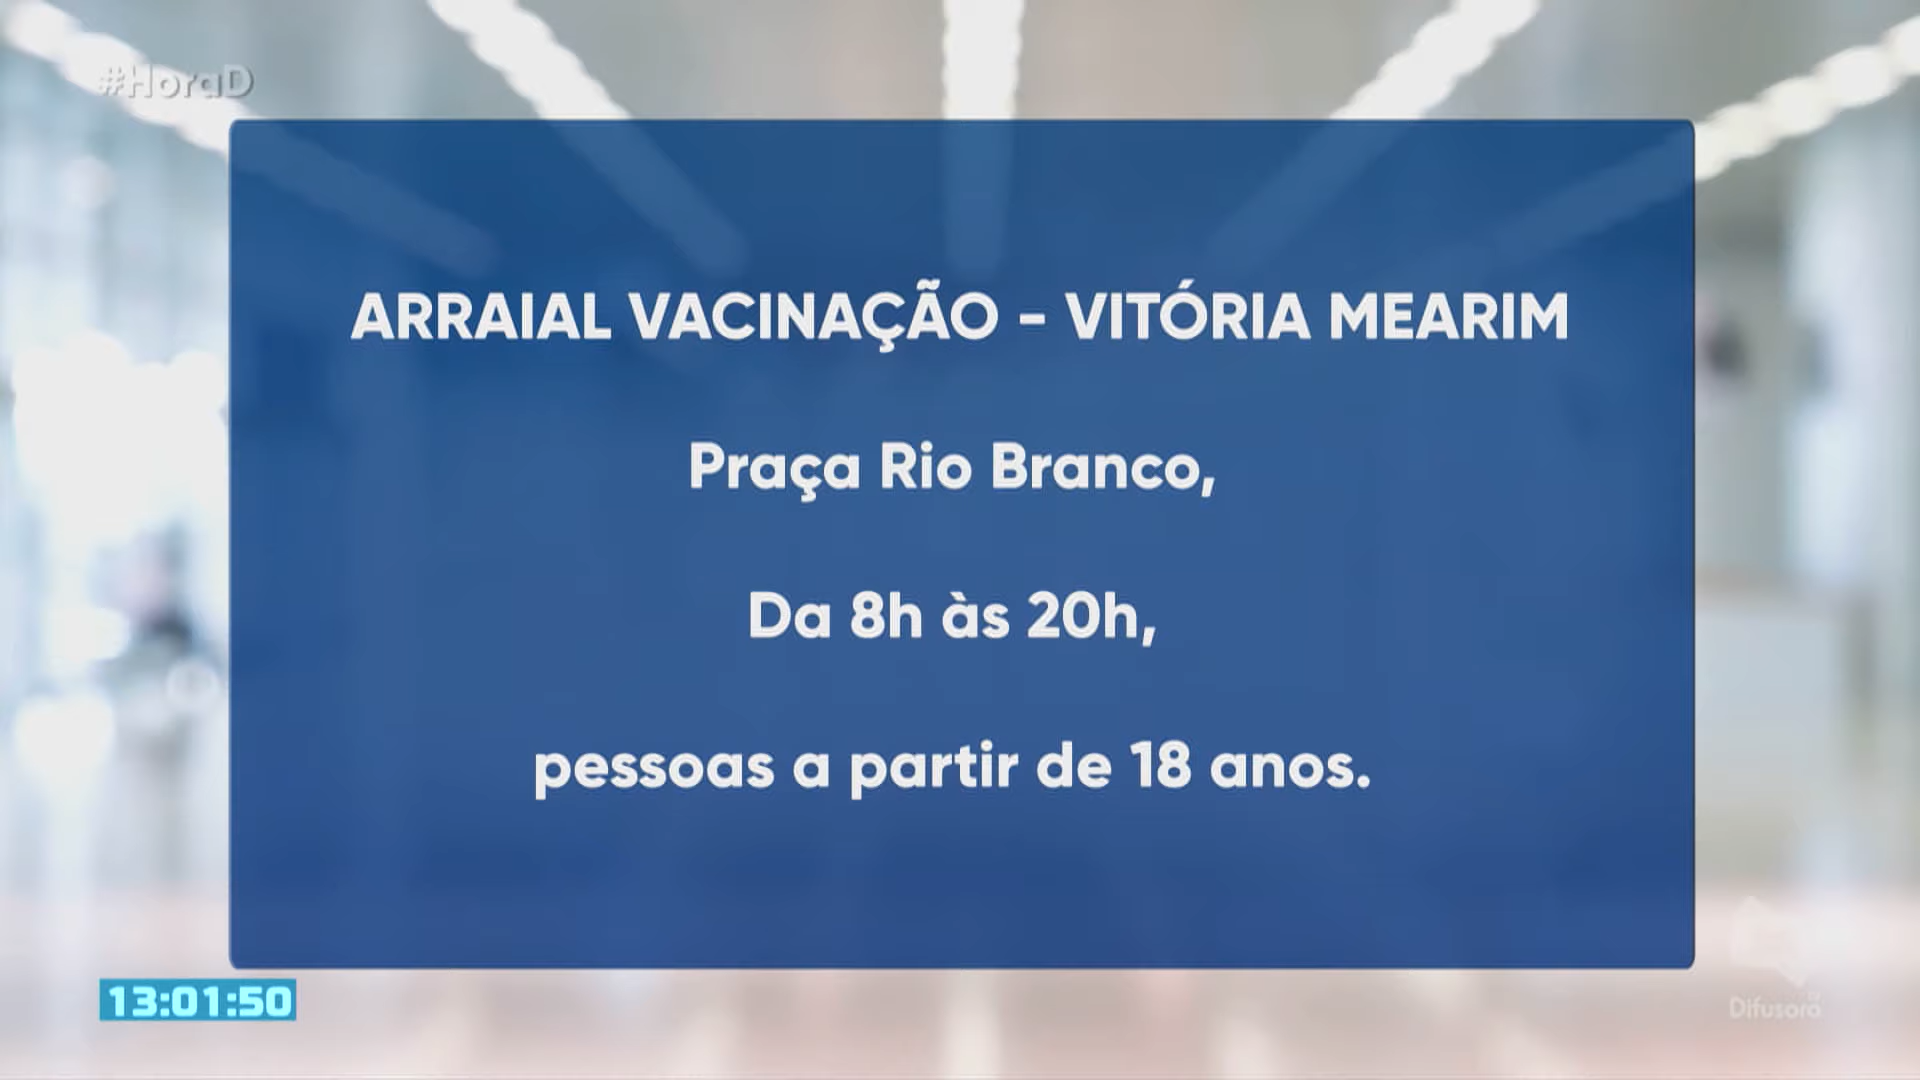 #HoraD
ARRAIAL VACINAÇÃO - VITÓRIA MEARIM
Praça Rio Branco,
Da 8h às 20h,
pessoas a partir de 18 anos.
13:01:50
Difusora